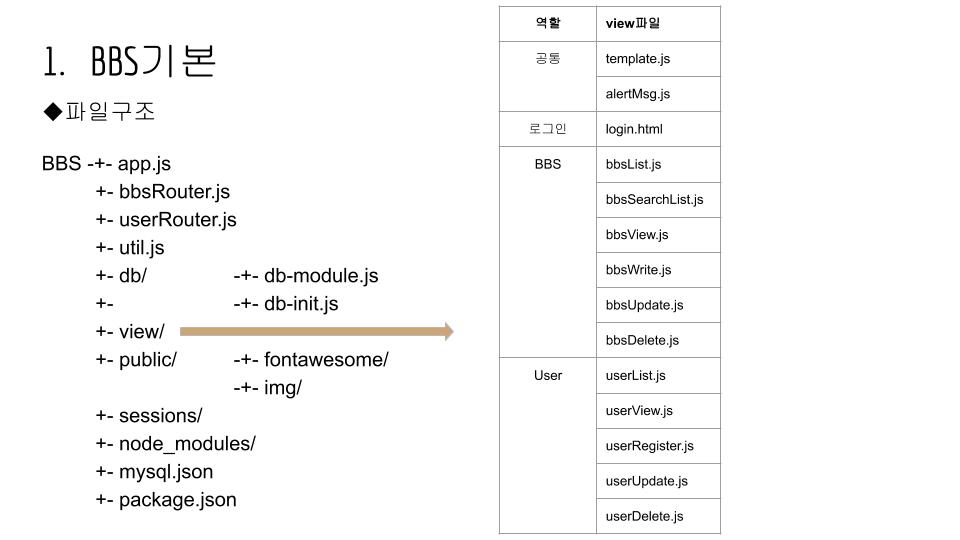 1. BBS기본
◆파일구조
BBS -+- app.js
+- bbsRouter.js
+- userRouter.js
+- util.js
+- db/ -+- db-module.js
+- -+- db-init.js
+- view/
+- public/ -+- fontawesome/
-+- img/
+- sessions/
+- node_modules/
+- mysql.json
+- package.json
역할 view파일
공통 template.js
alertMsg.js
로그인 login.html
BBS bbsList.js
bbsSearchList.js
bbsView.js
bbsWrite.js
bbsUpdate.js
bbsDelete.js
User userList.js
userView.js
userRegister.js
userUpdate.js
userDelete.js